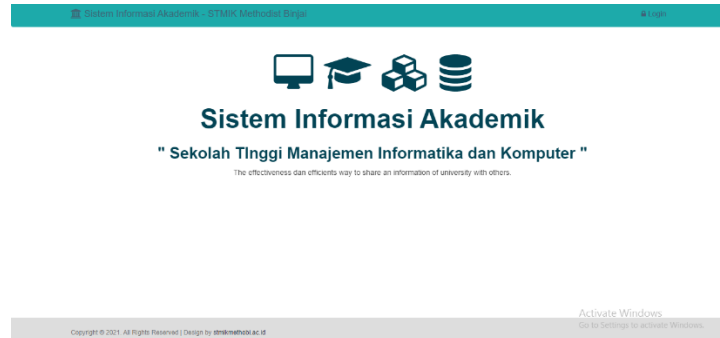 Sistem Informasi Akademik - STMIK Methodist Binjai
Login
Sistem Informasi Akademik
" Sekolah TInggi Manajemen Informatika dan Komputer "
The effectiveness dan efficients way to share an information of university with others.
Activate Windows
Go to Settings to activate Windows.
Copyright © 2021. All Rights Reserved | Design by stmikmethobi.ac.id